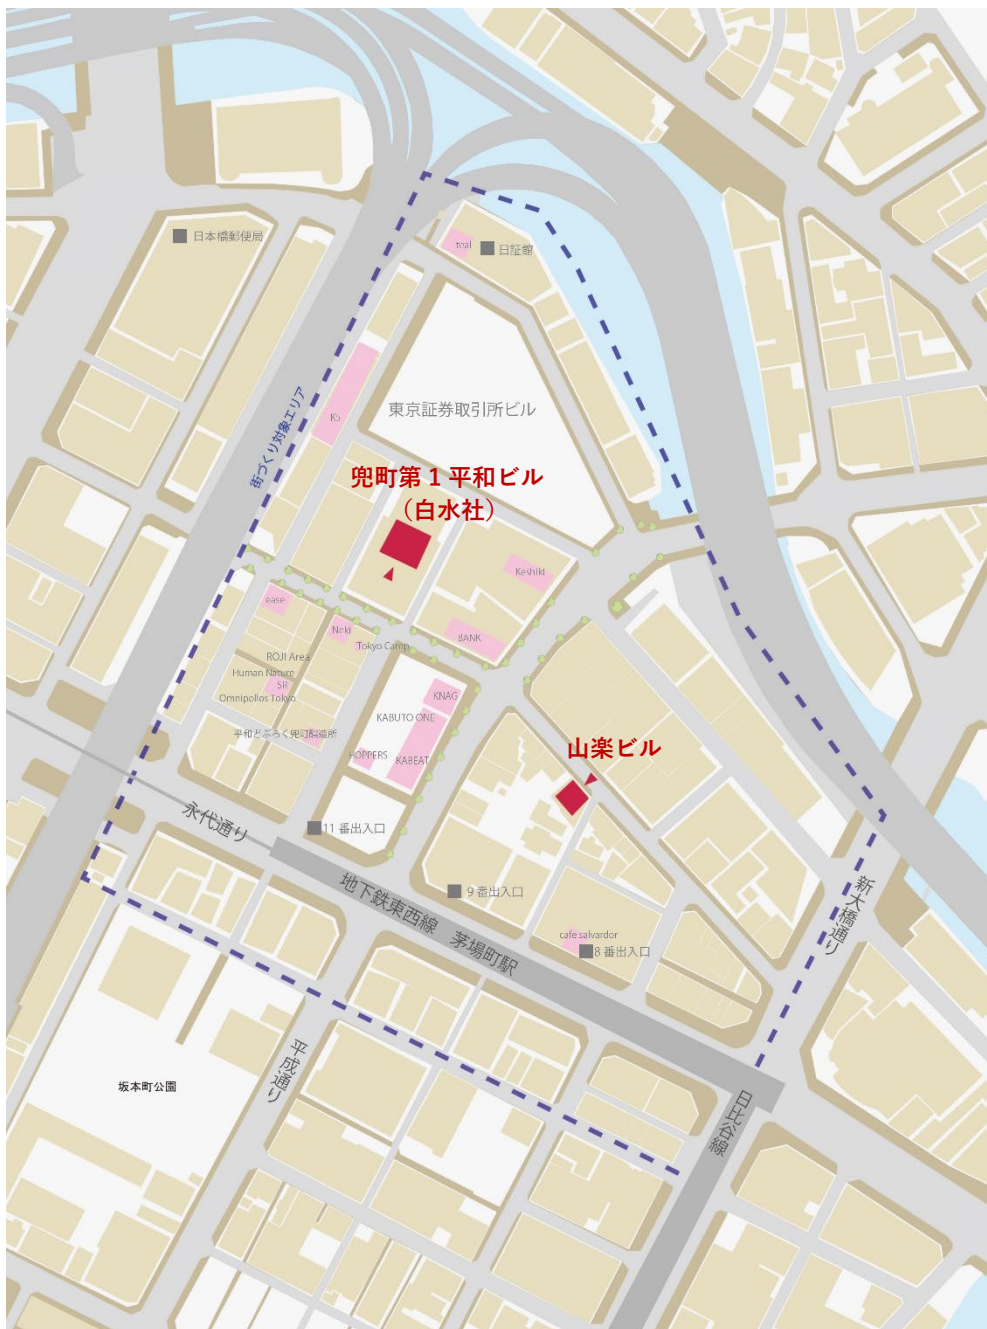 日本橋郵便局
teal
日証館
街づくり対象エリア
K5
東京証券取引所ビル
兜町第1平和ビル
（白水社）
Keshiki
ease
Neki
BANK
Tokyo Camp
ROJI Area
Human Nature
SR
Omnipollos Tokyo
KNAG
KABUTO ONE
平和どぶろく兜町醸造所
HOPPERS
KABEAT
山楽ビル
永代通り
11番出入口
地下鉄東西線 茅場町駅
9番出入口
新大橋通り
cafe salvardor
8番出入口
平成通り
坂本町公園
日比谷線